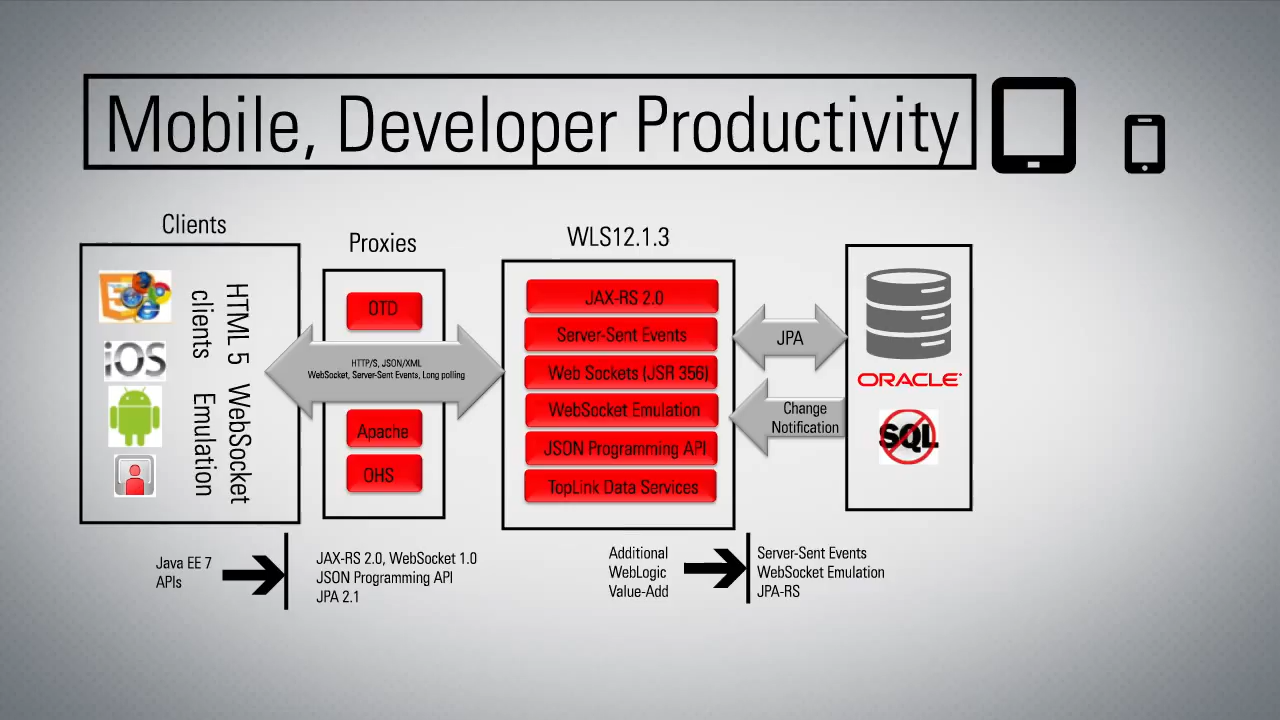 Mobile, Developer Productivity
Clients
HTML 5 WebSocket
clients Emulation
iOS
Proxies
OTD
HTTP/S, JSON/XML
WebSocket, Server-Sent Events, Long polling
Apache
OHS
WLS12.1.3
JAX-RS 2.0
Server-Sent Events
Web Sockets (JSR 356)
WebSocket Emulation
JSON Programming API
TopLink Data Services
JPA
Change
Notification
ORACLE
SQL
Java EE 7
APIs
JAX-RS 2.0, WebSocket 1.0
JSON Programming API
JPA 2.1
Additional
WebLogic
Value-Add
Server-Sent Events
WebSocket Emulation
JPA-RS